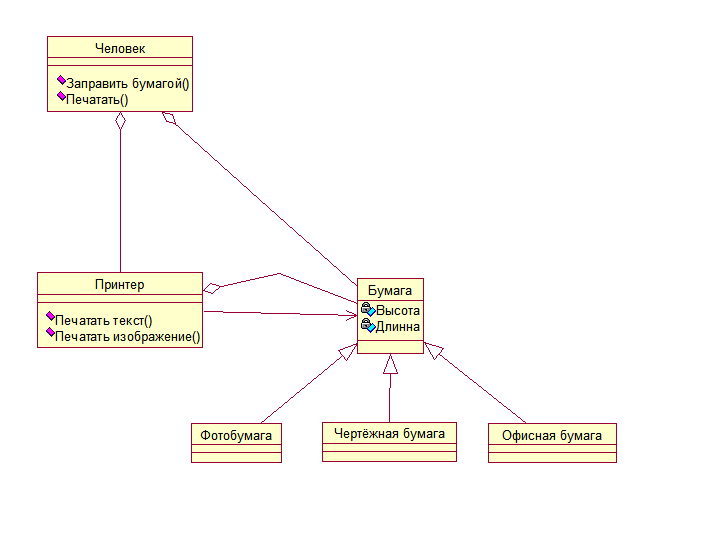 Человек
Заправить бумагой()
Печатать()
Принтер
Печатать текст()
Печатать изображение()
Бумага
Высота
Длинна
Фотобумага
Чертёжная бумага
Офисная бумага